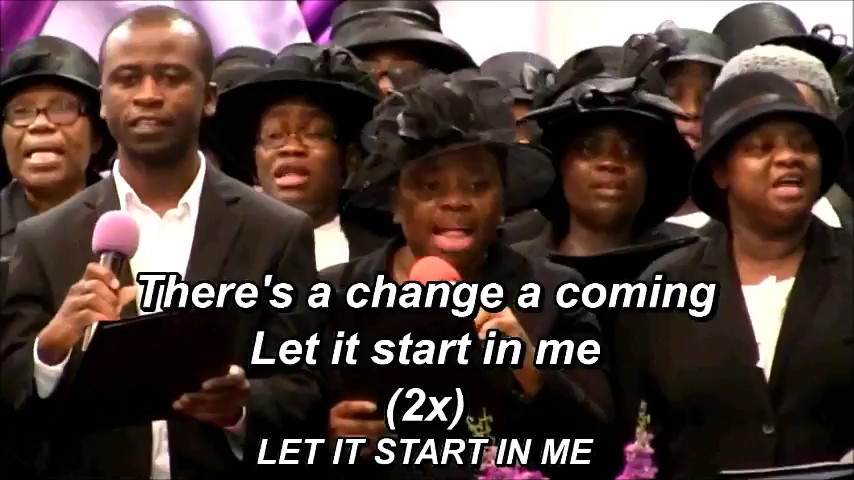 There's a change a coming
Let it start in me
(2x)
LET IT START IN ME